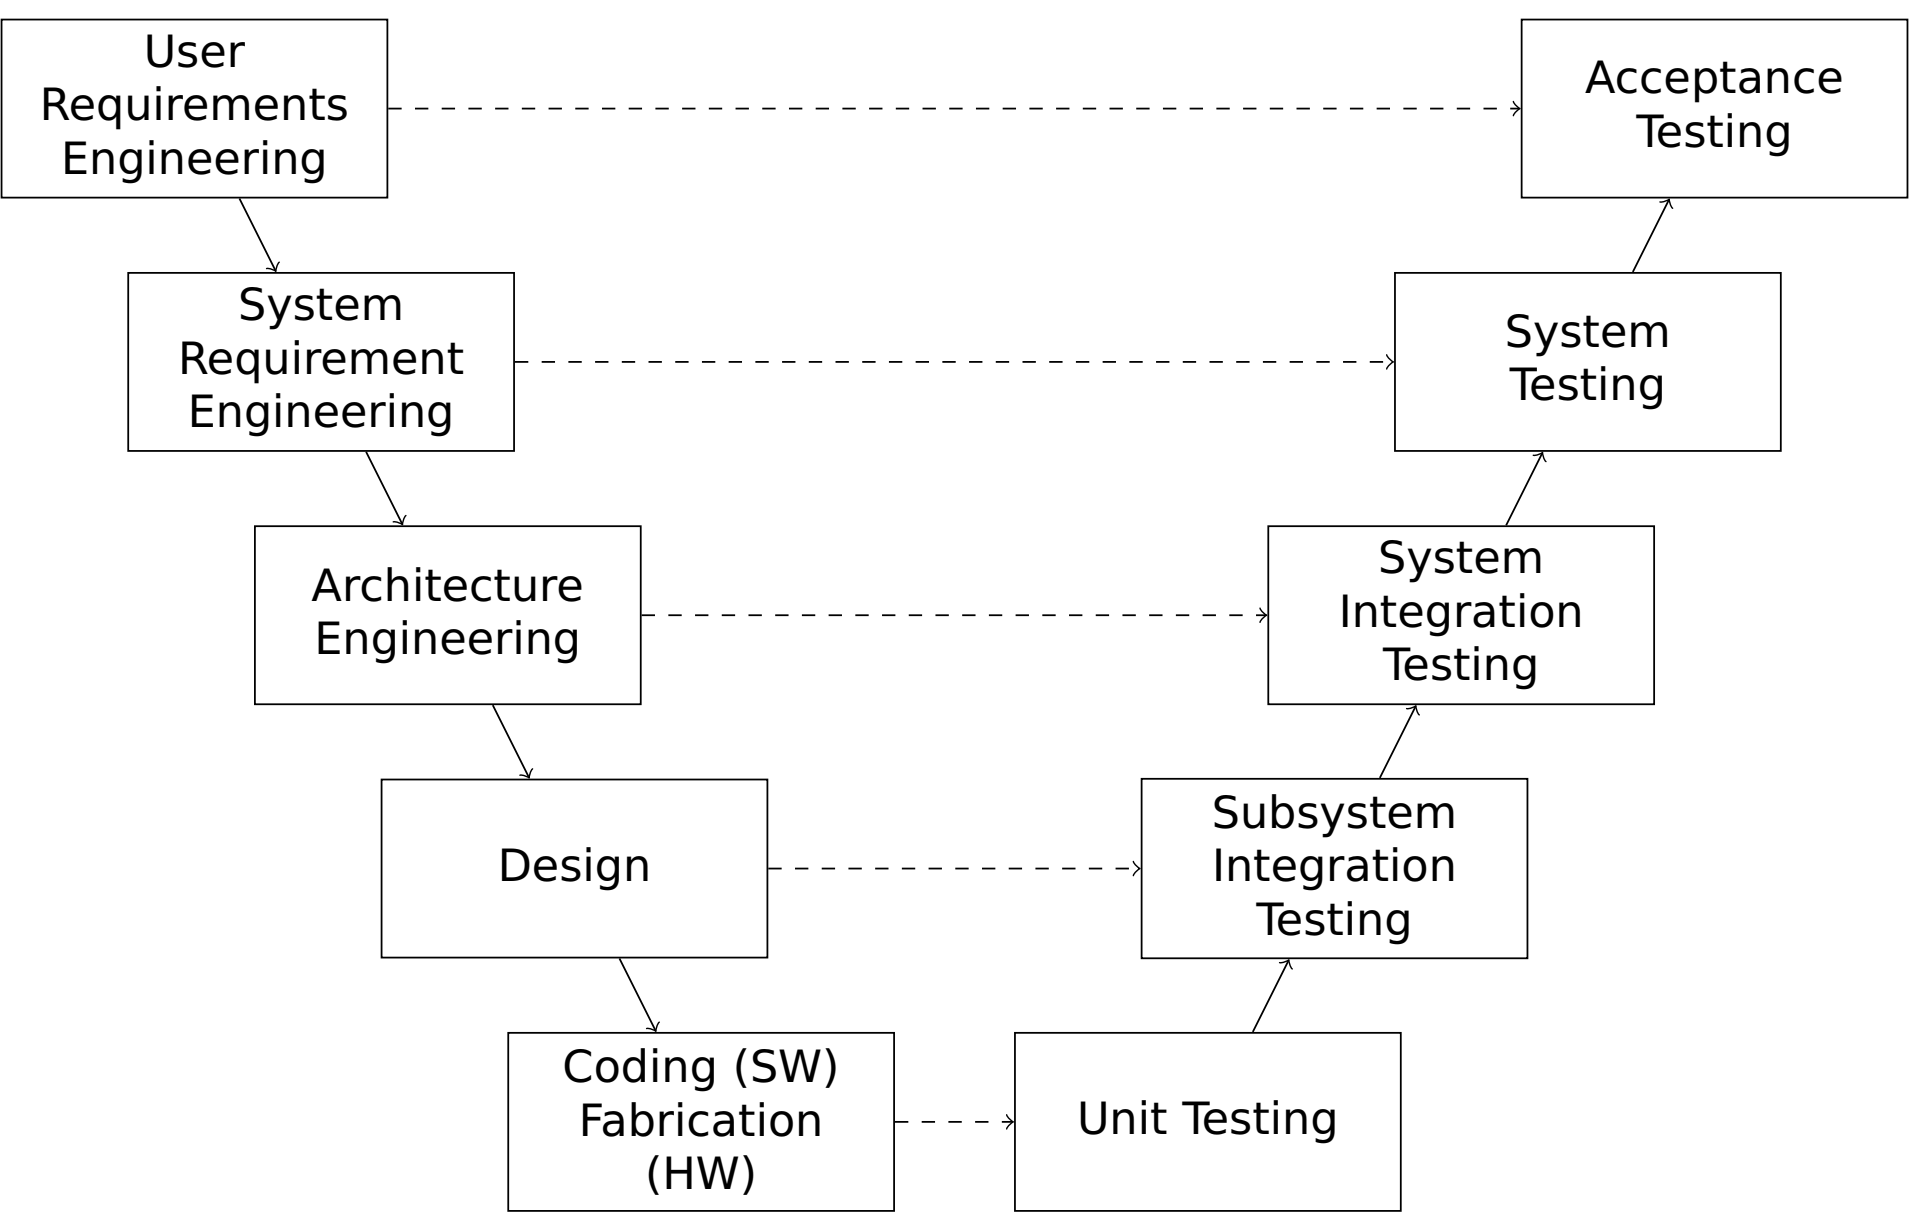 User
Requirements
Engineering
Acceptance
Testing
System
Requirement
Engineering
System
Testing
Architecture
Engineering
System
Integration
Testing
Design
Subsystem
Integration
Testing
Coding (SW)
Fabrication
(HW)
Unit Testing